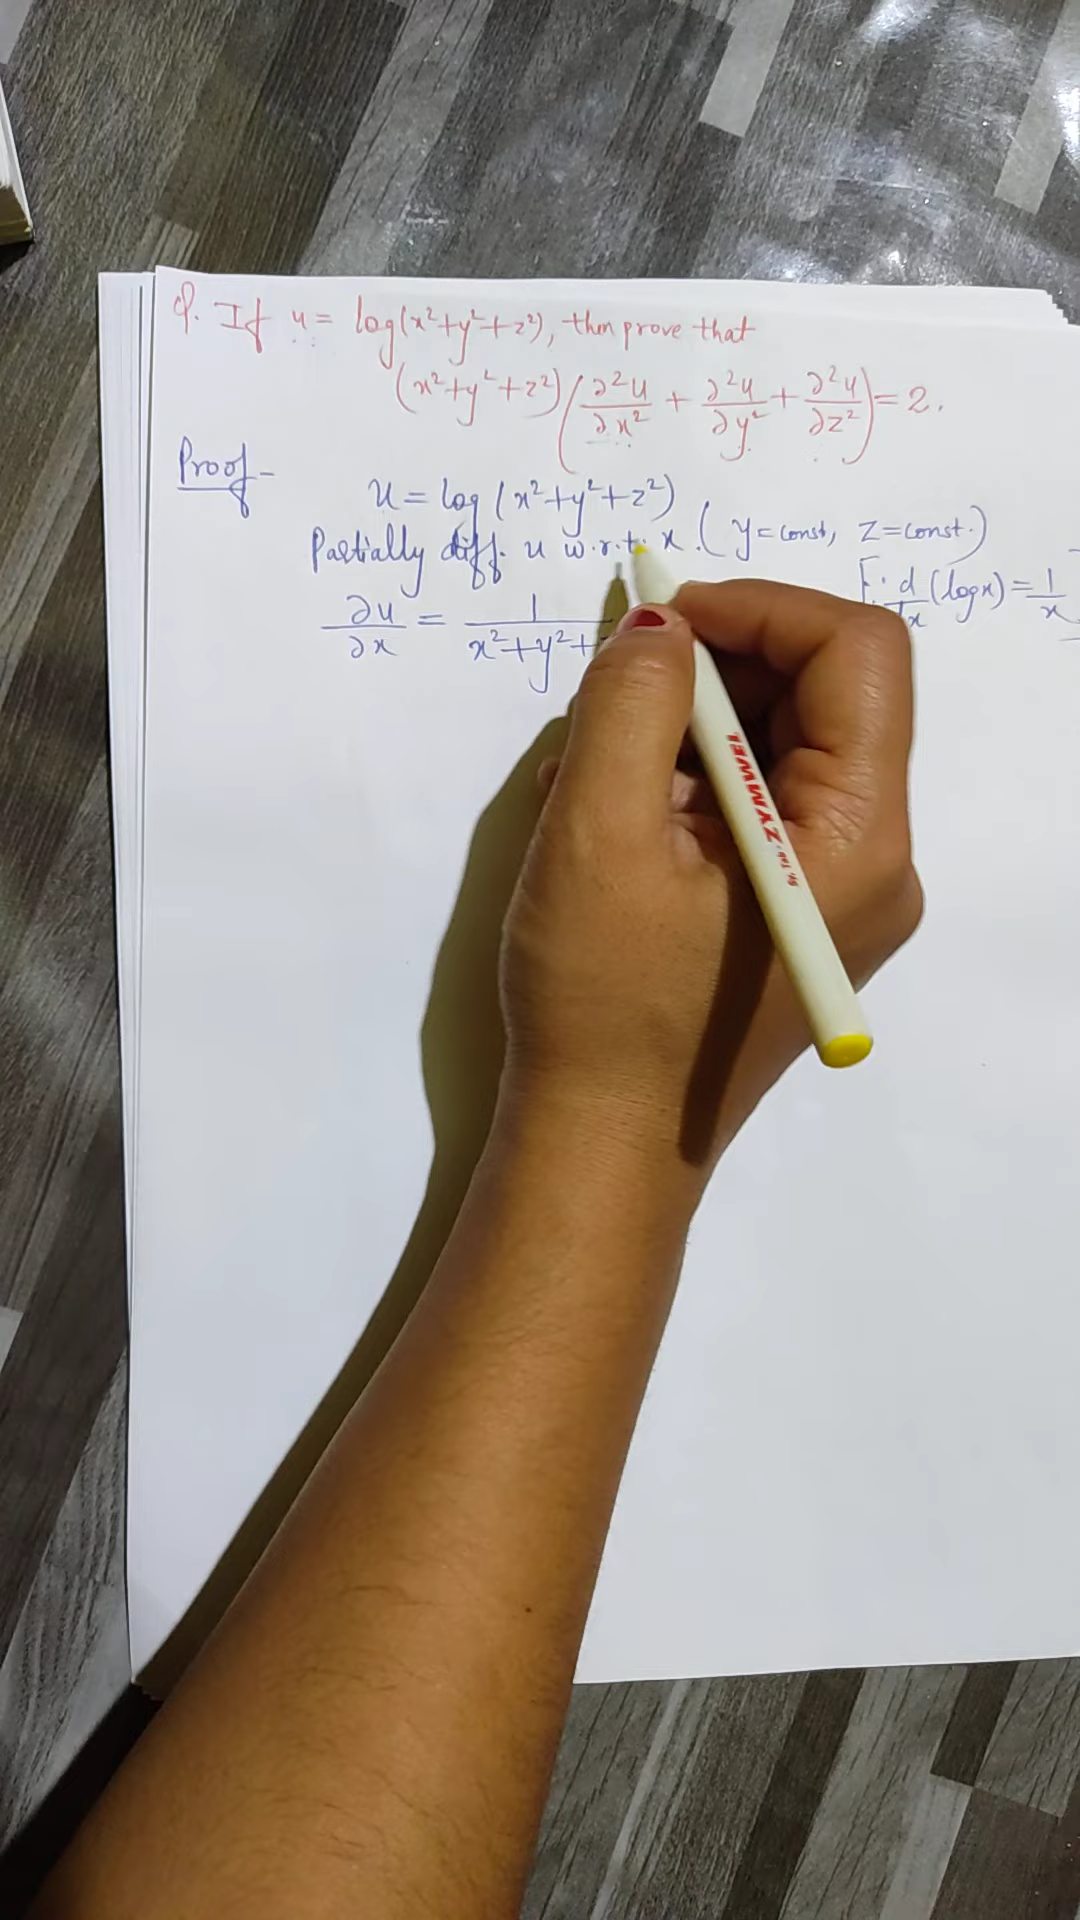 Q. If u = log(x²+y²+z²), then prove that
(x²+y²+z²)(∂²u/∂x² + ∂²u/∂y² + ∂²u/∂z²) = 2.
Proof-
u = log(x²+y²+z²)
Partially diff. u w.r.t. x. (y=const, z=const.)
[∵ d/dx (logx) = 1/x
∂u/∂x = 1/x²+y²+
ZYMWEL